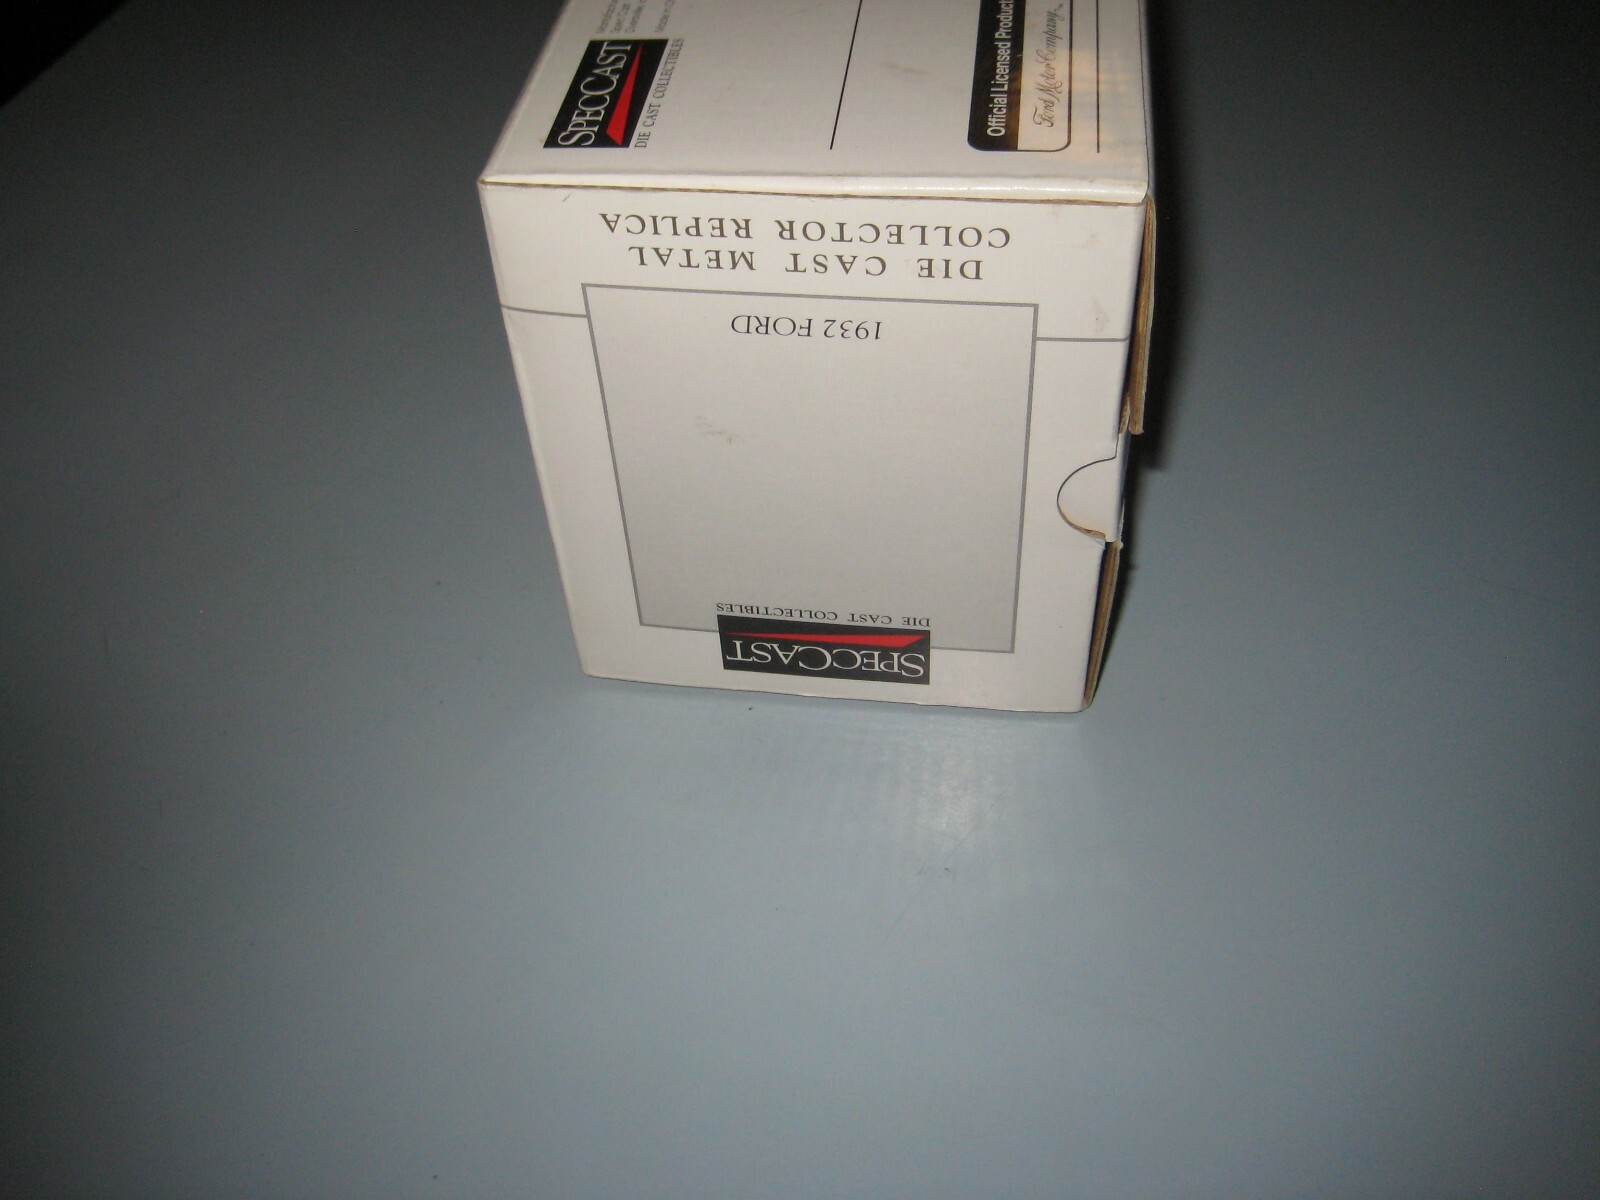 SPECCAST
DIE CAST COLLECTIBLES
Official Licensed Product
Ford Motor Company
SPECCAST
DIE CAST COLLECTIBLES
1932 FORD
DIE CAST METAL
COLLECTOR REPLICA